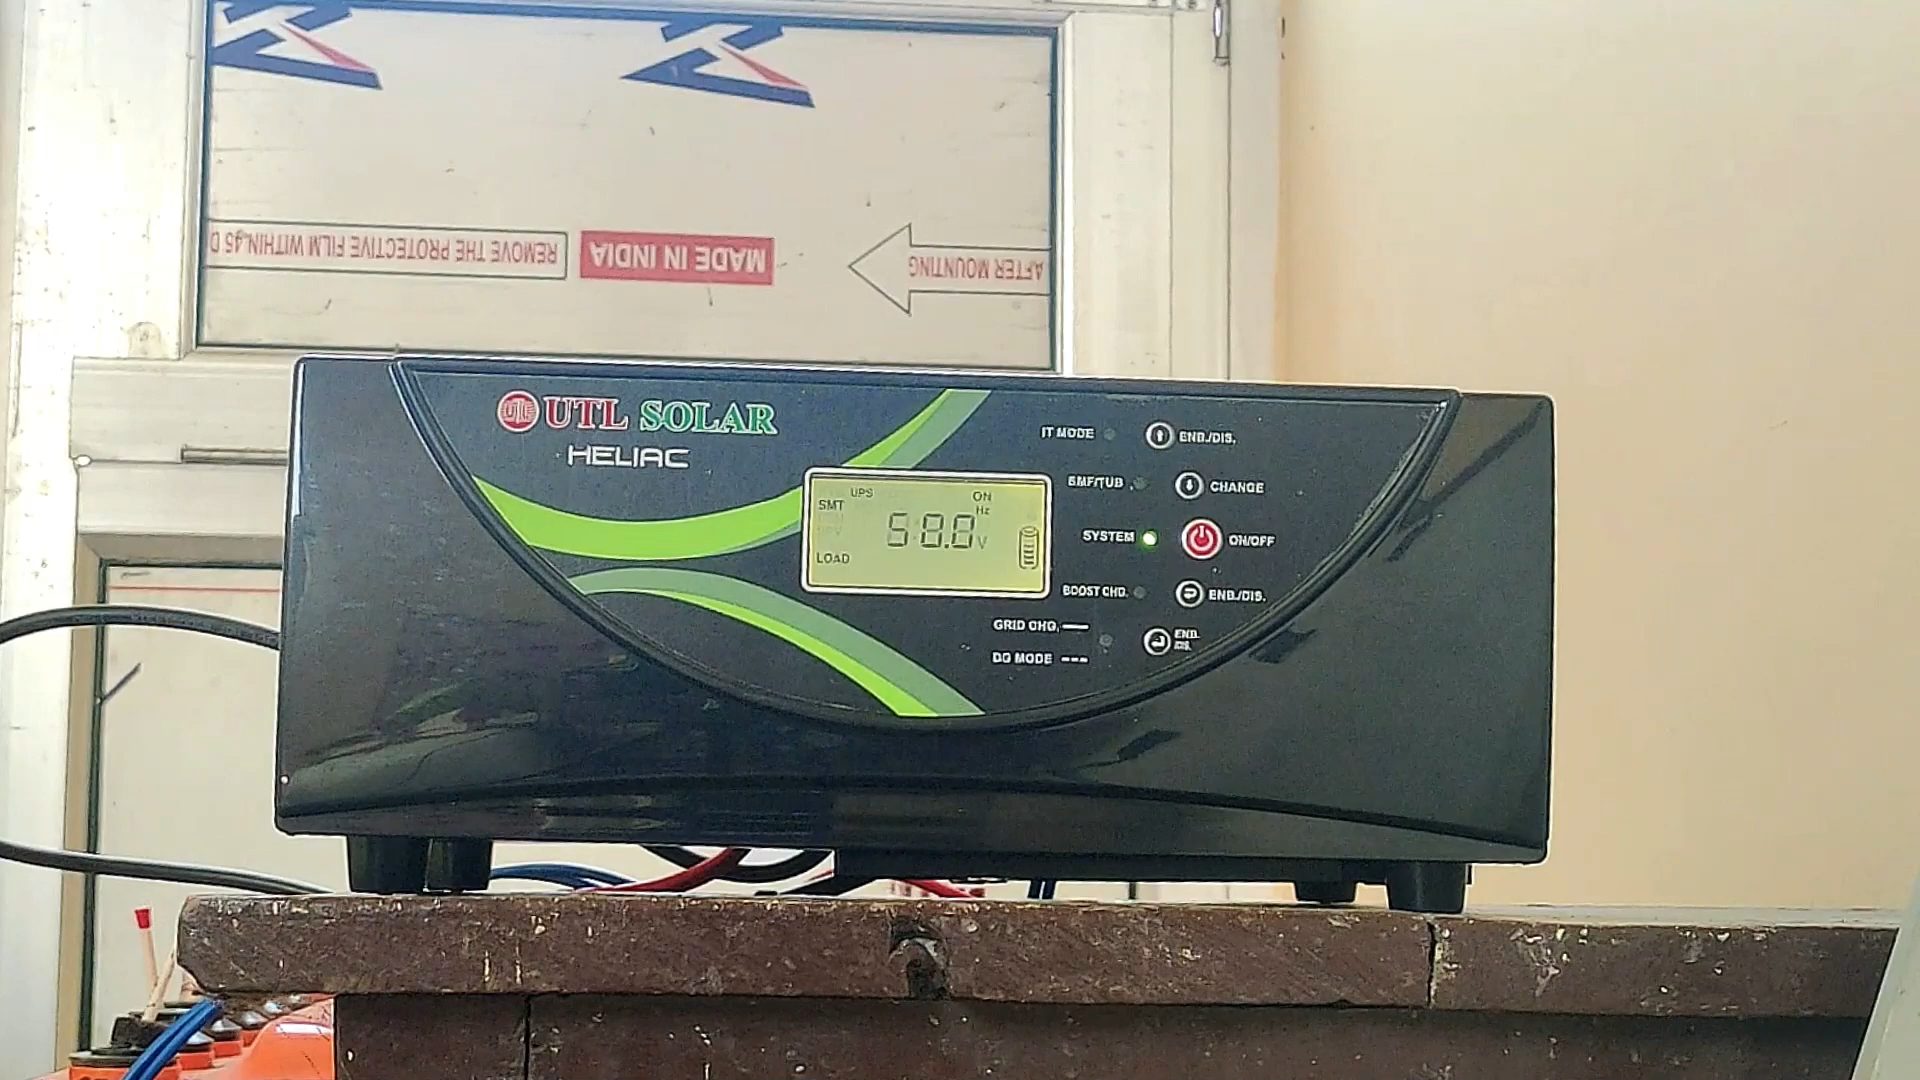 REMOVE THE PROTECTIVE FILM WITHIN 45 D
MADE IN INDIA
AFTER MOUNTING
UTL SOLAR
HELIAC
UPS
ON
SMT
Hz
V
LOAD
IT MODE
ENB./DIS.
SMF/TUB
CHANGE
SYSTEM
ON/OFF
BOOST CHG.
ENB./DIS.
GRID CHG.
ENB.
DIS.
DG MODE